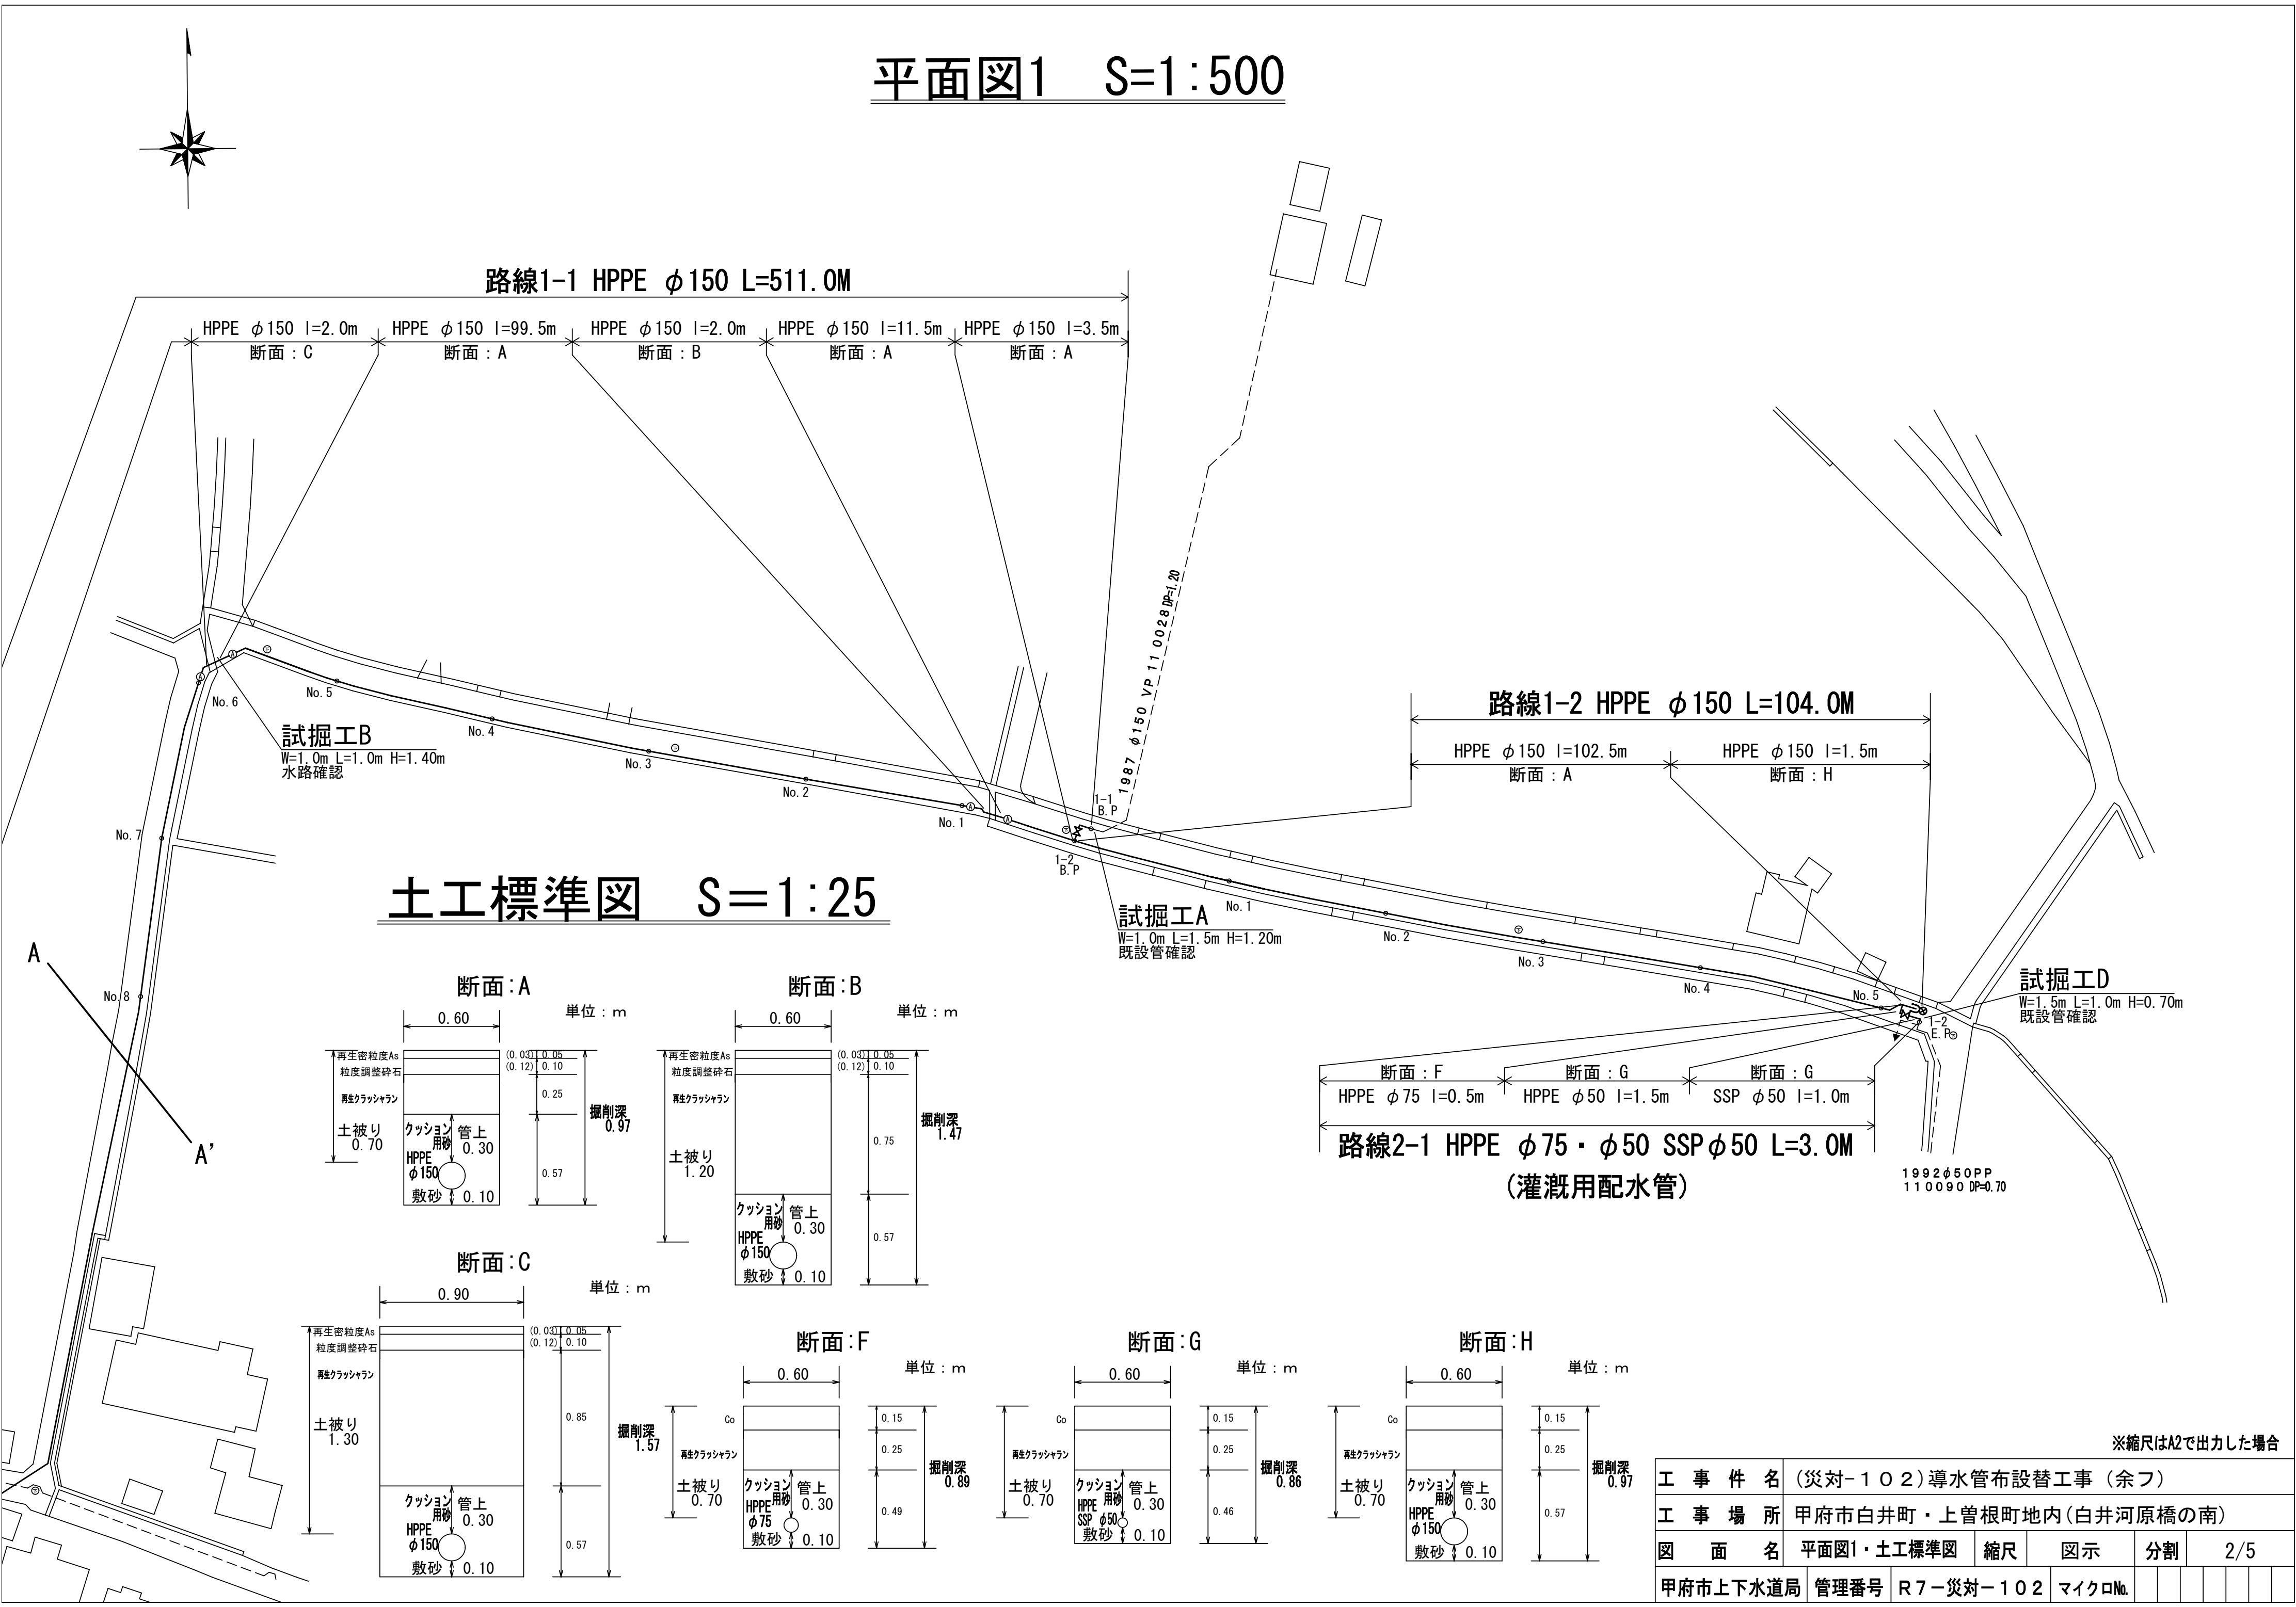 平面図1 S=1:500
路線1-1 HPPE φ150 L=511.0M
HPPE φ150 l=2.0m
断面：C
HPPE φ150 l=99.5m
断面：A
HPPE φ150 l=2.0m
断面：B
HPPE φ150 l=11.5m
断面：A
HPPE φ150 l=3.5m
断面：A
1987 φ150 VP 110028 DP=1.20
No.6
No.5
No.4
No.3
No.2
No.1
1-1
B.P
1-2
B.P
No.7
No.8
試掘工B
W=1.0m L=1.0m H=1.40m
水路確認
路線1-2 HPPE φ150 L=104.0M
HPPE φ150 l=102.5m
断面：A
HPPE φ150 l=1.5m
断面：H
試掘工A
W=1.0m L=1.5m H=1.20m
既設管確認
No.1
No.2
No.3
No.4
No.5
1-2
E.P
試掘工D
W=1.5m L=1.0m H=0.70m
既設管確認
断面：F
HPPE φ75 l=0.5m
断面：G
HPPE φ50 l=1.5m
断面：G
SSP φ50 l=1.0m
路線2-1 HPPE φ75・φ50 SSPφ50 L=3.0M
(灌漑用配水管)
1992φ50PP
110090 DP=0.70
A
A'
土工標準図 S=1:25
断面:A
単位：m
0.60
再生密粒度As
(0.03) 0.05
粒度調整砕石
(0.12) 0.10
再生クラッシャラン
0.25
掘削深
0.97
土被り
0.70
クッション
用砂
管上
0.30
HPPE
φ150
0.57
敷砂 0.10
断面:B
単位：m
0.60
再生密粒度As
(0.03) 0.05
粒度調整砕石
(0.12) 0.10
再生クラッシャラン
0.75
掘削深
1.47
土被り
1.20
クッション
用砂
管上
0.30
HPPE
φ150
0.57
敷砂 0.10
断面:C
単位：m
0.90
再生密粒度As
(0.03) 0.05
粒度調整砕石
(0.12) 0.10
再生クラッシャラン
0.85
掘削深
1.57
土被り
1.30
クッション
用砂
管上
0.30
HPPE
φ150
0.57
敷砂 0.10
断面:F
単位：m
0.60
Co
0.15
再生クラッシャラン
0.25
掘削深
0.89
土被り
0.70
クッション
用砂
管上
0.30
HPPE
φ75
0.49
敷砂 0.10
断面:G
単位：m
0.60
Co
0.15
再生クラッシャラン
0.25
掘削深
0.86
土被り
0.70
クッション
用砂
管上
0.30
HPPE
SSP φ50
0.46
敷砂 0.10
断面:H
単位：m
0.60
Co
0.15
再生クラッシャラン
0.25
掘削深
0.97
土被り
0.70
クッション
用砂
管上
0.30
HPPE
φ150
0.57
敷砂 0.10
※縮尺はA2で出力した場合
工事件名 (災対-102)導水管布設替工事（余フ）
工事場所 甲府市白井町・上曽根町地内(白井河原橋の南)
図面名 平面図1・土工標準図 縮尺 図示 分割 2/5
甲府市上下水道局 管理番号 R7-災対-102 マイクロNo.